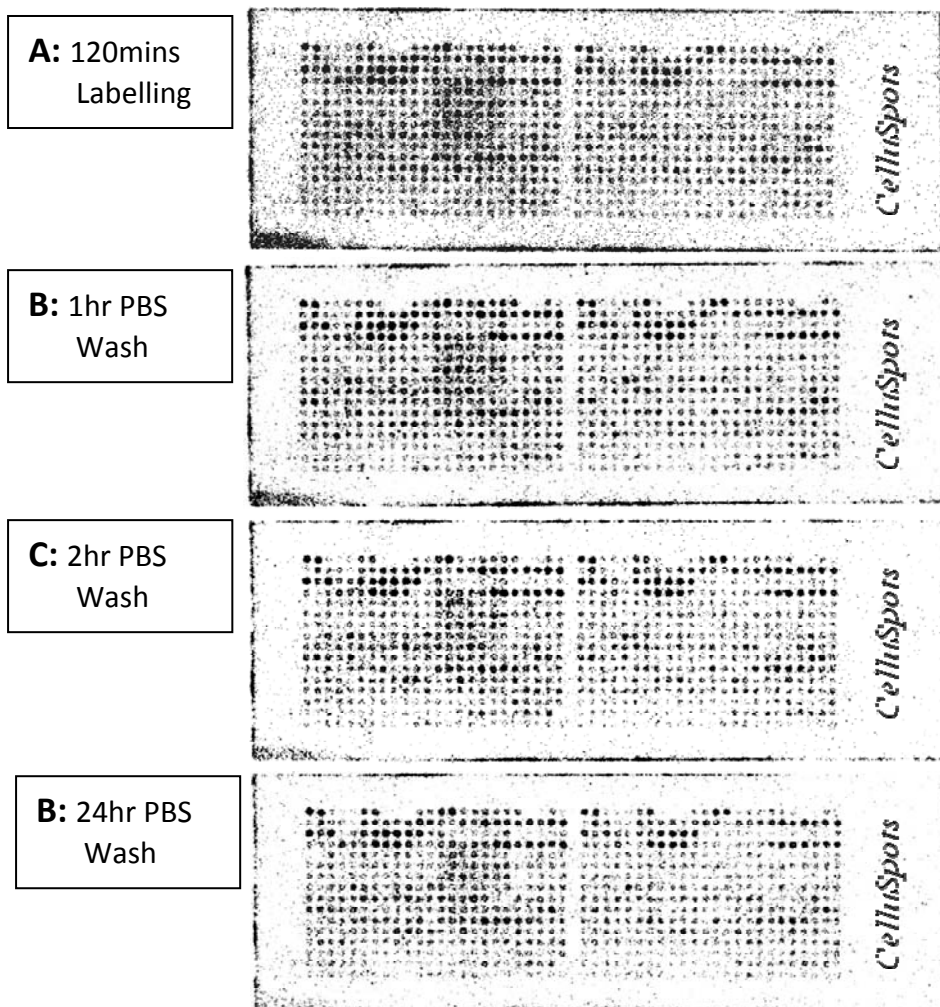 A: 120mins
Labelling
CelluSpots
B: 1hr PBS
Wash
CelluSpots
C: 2hr PBS
Wash
CelluSpots
B: 24hr PBS
Wash
CelluSpots